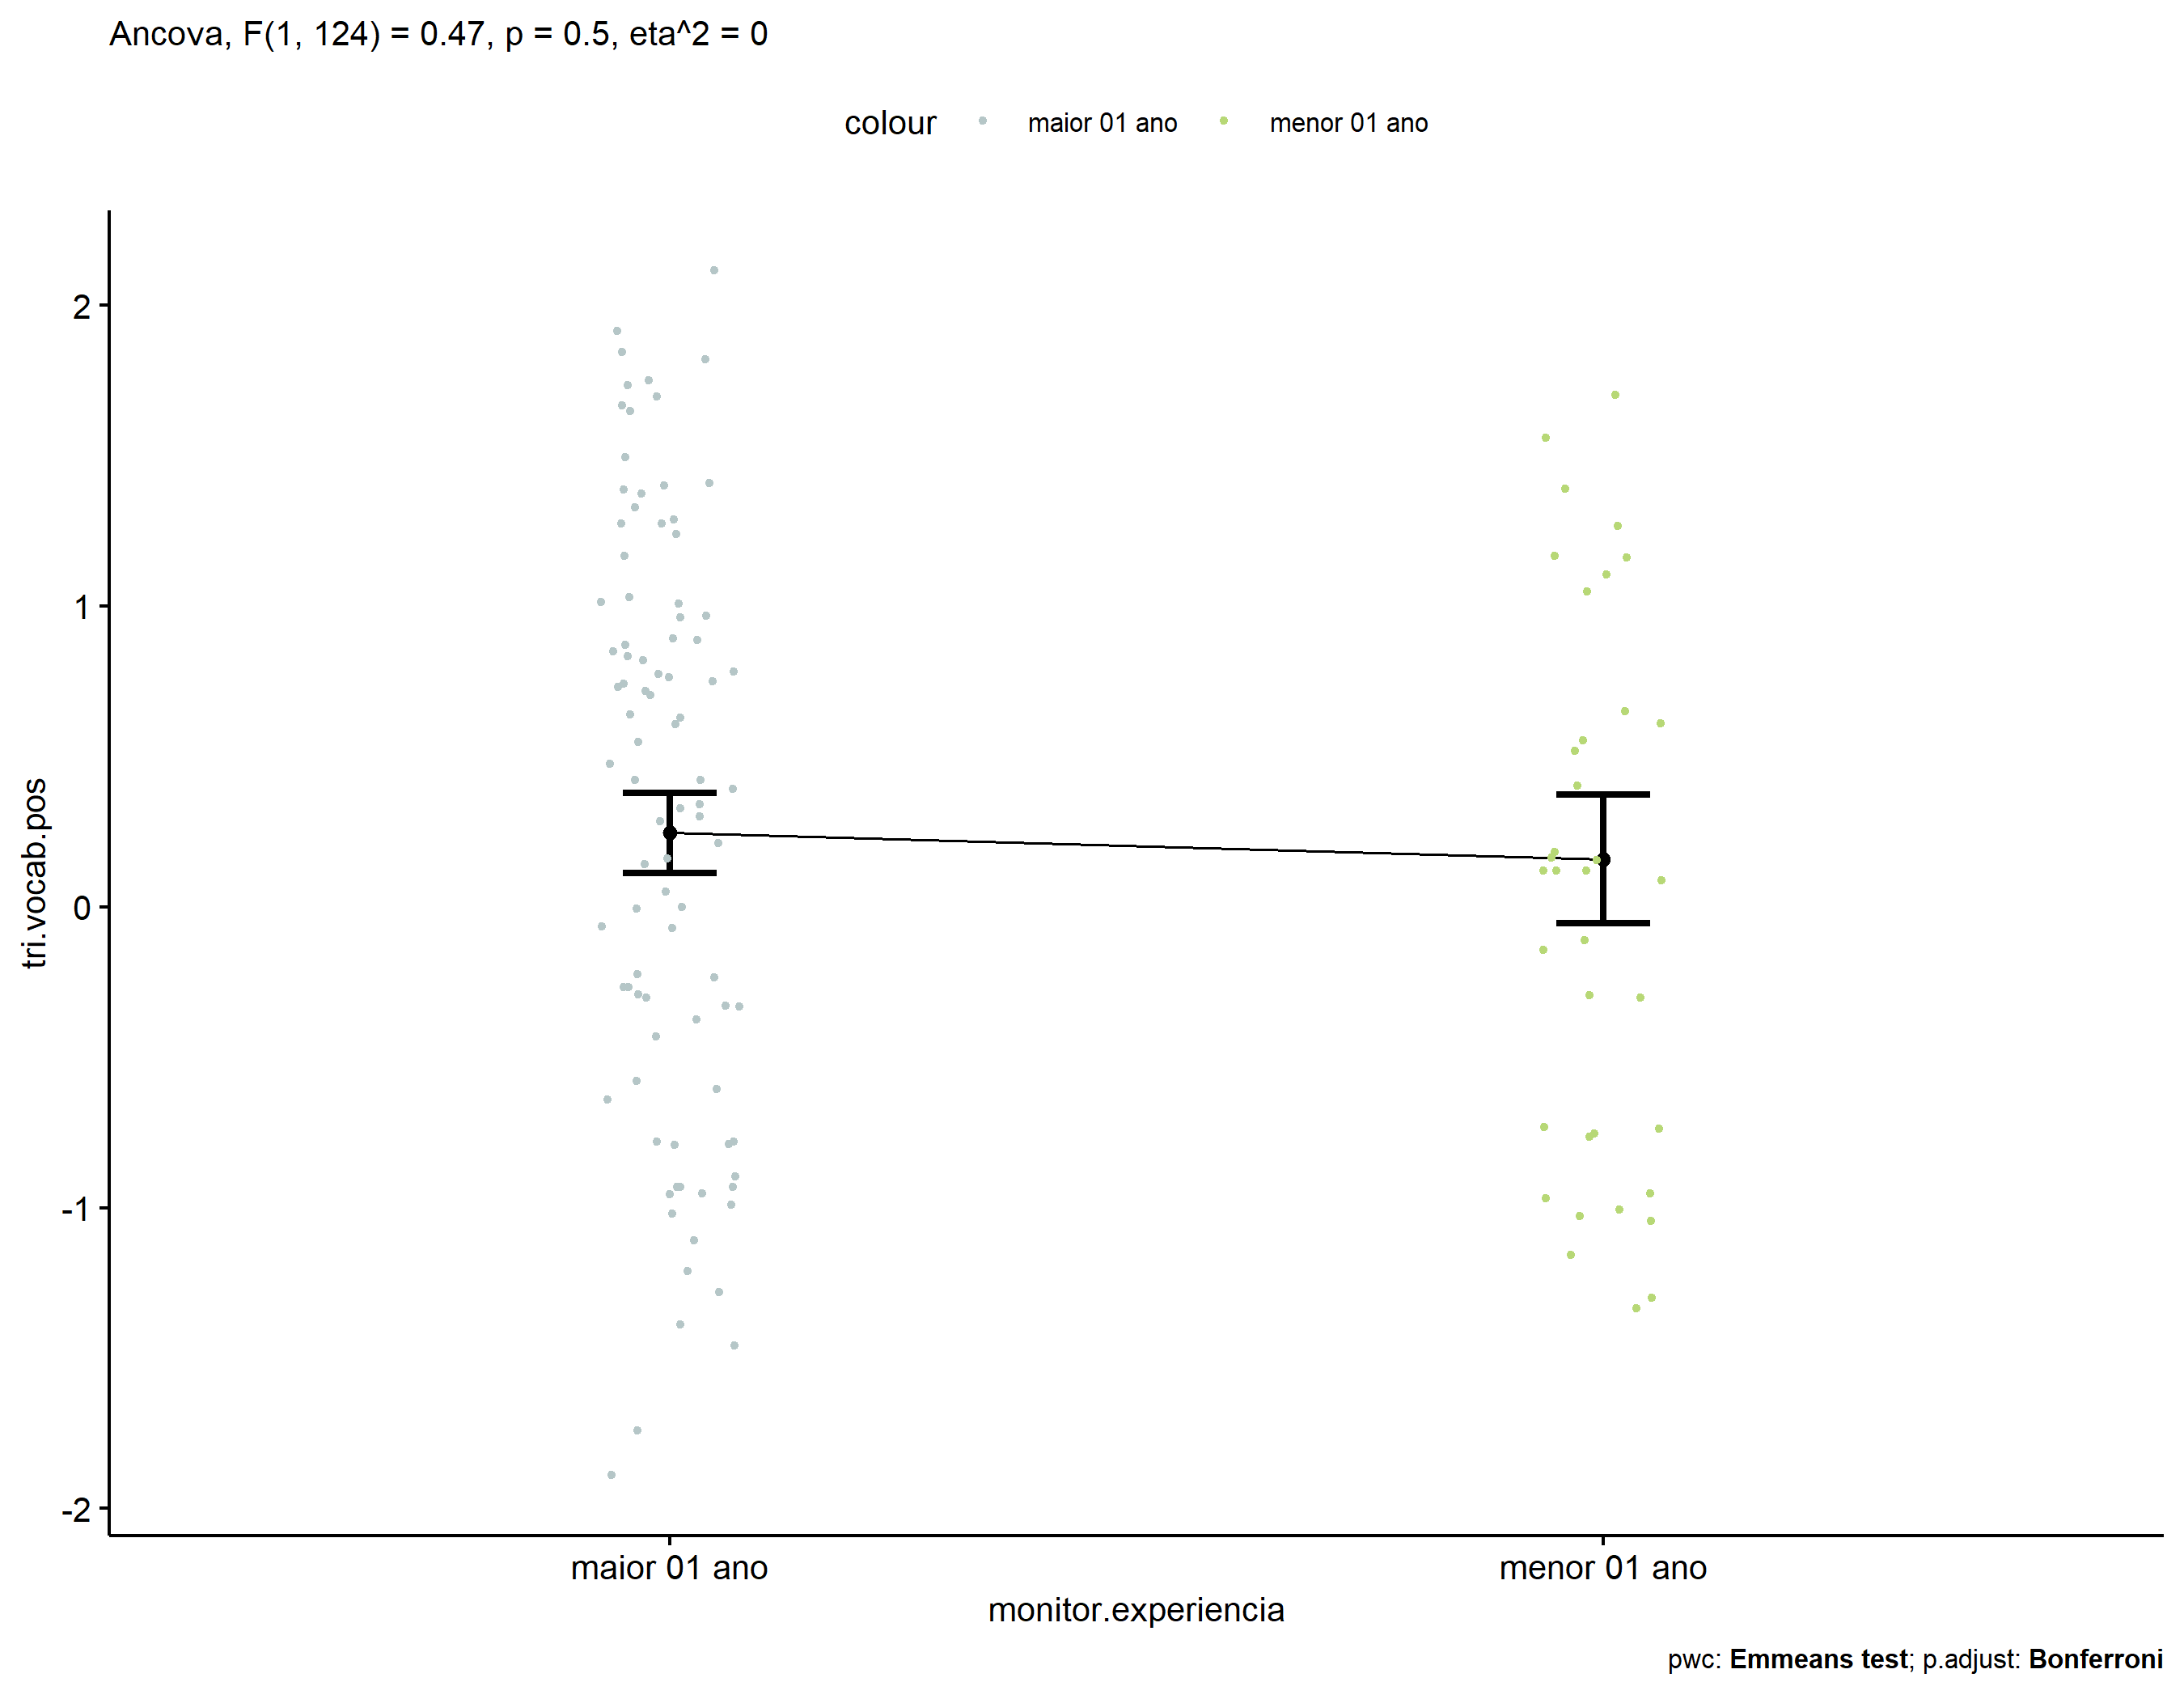 Ancova, F(1, 124) = 0.47, p = 0.5, eta^2 = 0
colour maior 01 ano menor 01 ano
2
1
0
-1
-2
tri.vocab.pos
maior 01 ano menor 01 ano
monitor.experiencia
pwc: Emmeans test; p.adjust: Bonferroni